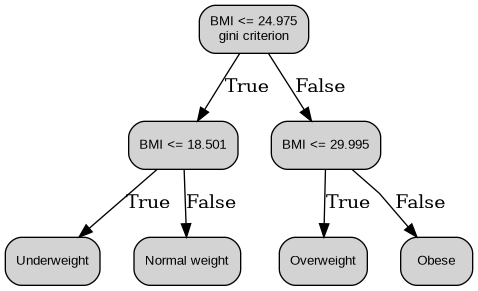 BMI <= 24.975
gini criterion
True
False
BMI <= 18.501
BMI <= 29.995
True
False
True
False
Underweight
Normal weight
Overweight
Obese